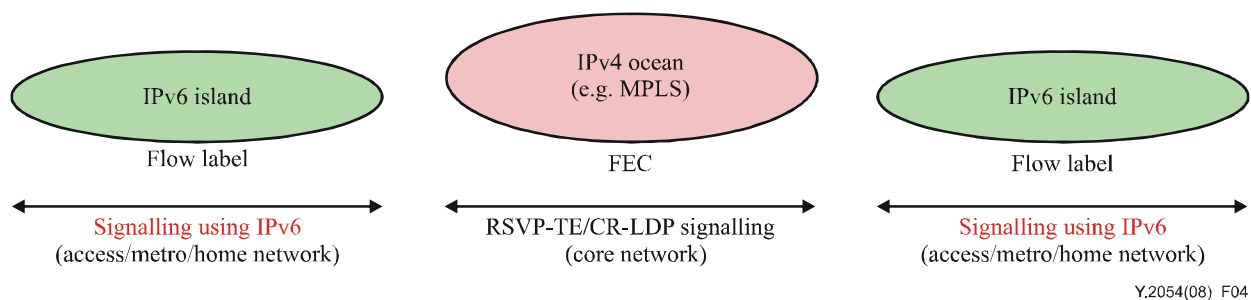 IPv6 island
Flow label
Signalling using IPv6
(access/metro/home network)
IPv4 ocean
(e.g. MPLS)
FEC
RSVP-TE/CR-LDP signalling
(core network)
IPv6 island
Flow label
Signalling using IPv6
(access/metro/home network)
Y.2054(08)_F04